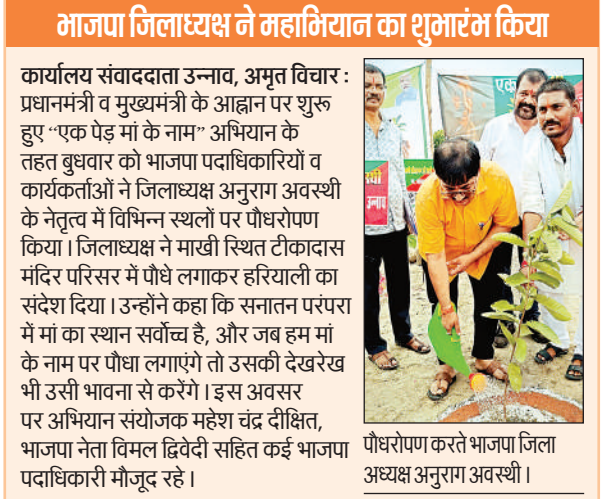 भाजपा जिलाध्यक्ष ने महाभियान का शुभारंभ किया
कार्यालय संवाददाता उन्नाव, अमृत विचार :
प्रधानमंत्री व मुख्यमंत्री के आह्वान पर शुरू
हुए “एक पेड़ मां के नाम” अभियान के
तहत बुधवार को भाजपा पदाधिकारियों व
कार्यकर्ताओं ने जिलाध्यक्ष अनुराग अवस्थी
के नेतृत्व में विभिन्न स्थलों पर पौधरोपण
किया । जिलाध्यक्ष ने माखी स्थित टीकादास
मंदिर परिसर में पौधे लगाकर हरियाली का
संदेश दिया । उन्होंने कहा कि सनातन परंपरा
में मां का स्थान सर्वोच्च है, और जब हम मां
के नाम पर पौधा लगाएंगे तो उसकी देखरेख
भी उसी भावना से करेंगे । इस अवसर
पर अभियान संयोजक महेश चंद्र दीक्षित,
भाजपा नेता विमल द्विवेदी सहित कई भाजपा
पदाधिकारी मौजूद रहे ।
एक
उन्नाव
पौधरोपण करते भाजपा जिला
अध्यक्ष अनुराग अवस्थी ।